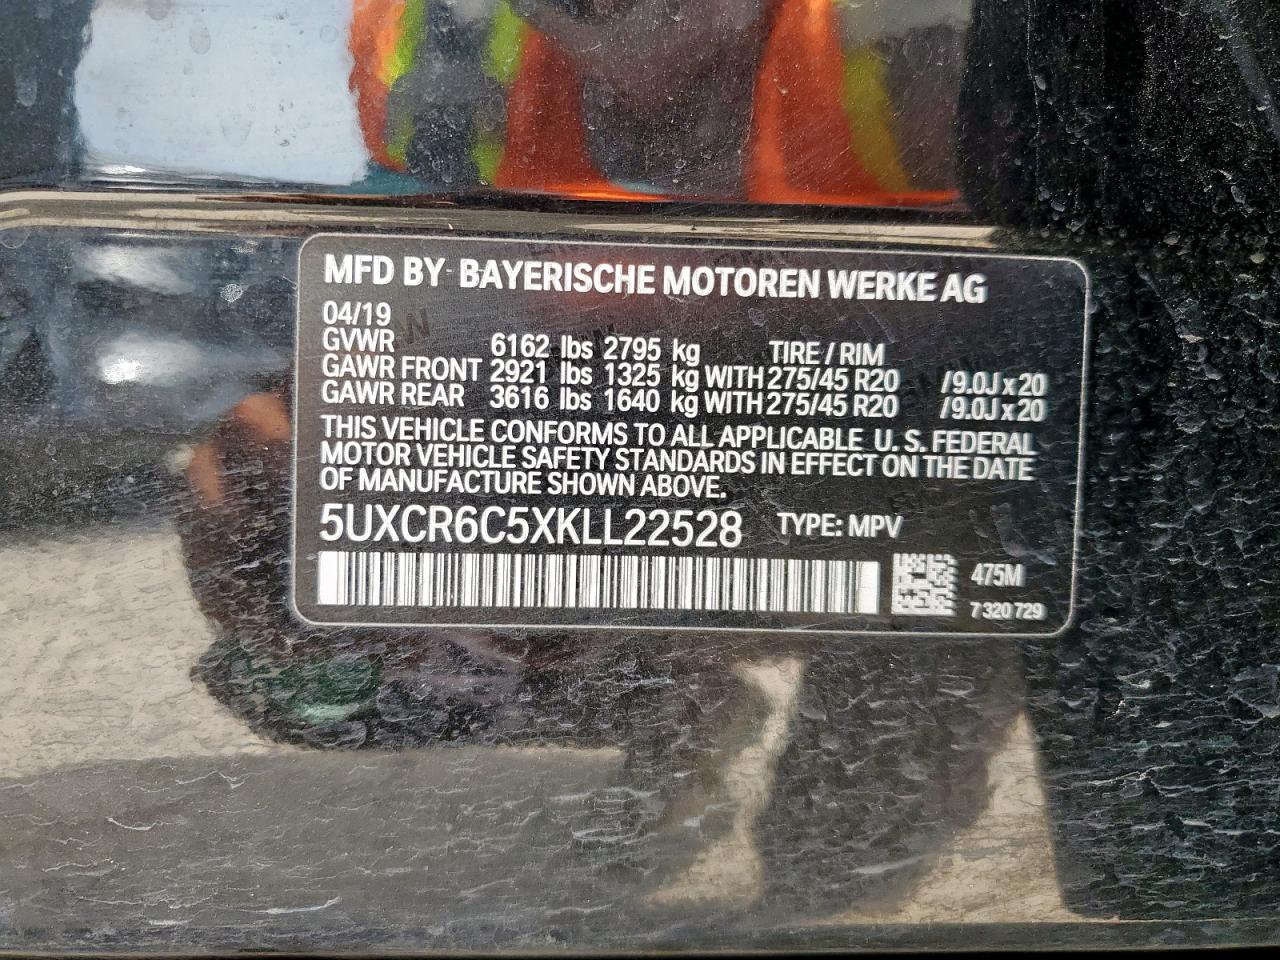 MFD BY BAYERISCHE MOTOREN WERKE AG
04/19
GVWR 6162 lbs 2795 kg TIRE / RIM
GAWR FRONT 2921 lbs 1325 kg WITH 275/45 R20 /9.0J x 20
GAWR REAR 3616 lbs 1640 kg WITH 275/45 R20 /9.0J x 20
THIS VEHICLE CONFORMS TO ALL APPLICABLE U. S. FEDERAL
MOTOR VEHICLE SAFETY STANDARDS IN EFFECT ON THE DATE
OF MANUFACTURE SHOWN ABOVE.
5UXCR6C5XKLL22528 TYPE: MPV
475M
7 320 729